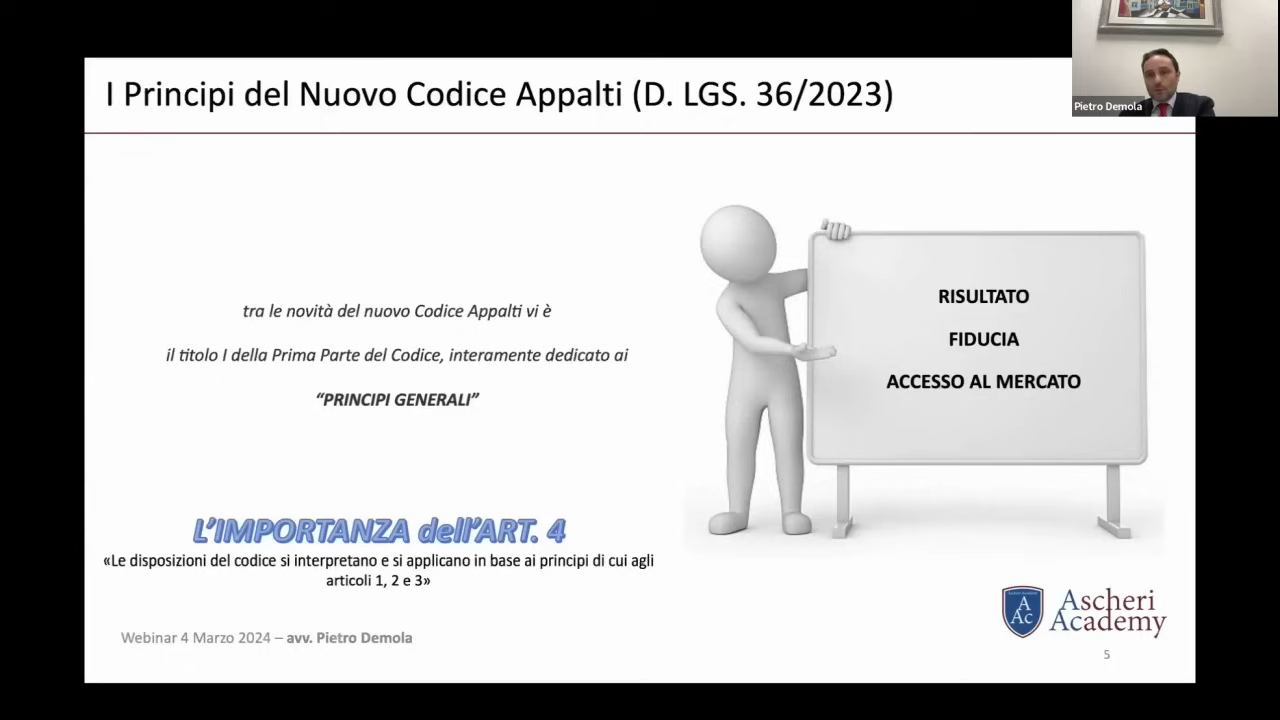 I Principi del Nuovo Codice Appalti (D. LGS. 36/2023)
Pietro Demola
tra le novità del nuovo Codice Appalti vi è
il titolo I della Prima Parte del Codice, interamente dedicato ai
“PRINCIPI GENERALI”
RISULTATO
FIDUCIA
ACCESSO AL MERCATO
L’IMPORTANZA dell’ART. 4
«Le disposizioni del codice si interpretano e si applicano in base ai principi di cui agli
articoli 1, 2 e 3»
Webinar 4 Marzo 2024 – avv. Pietro Demola
A
Ac
Ascheri
Academy
5